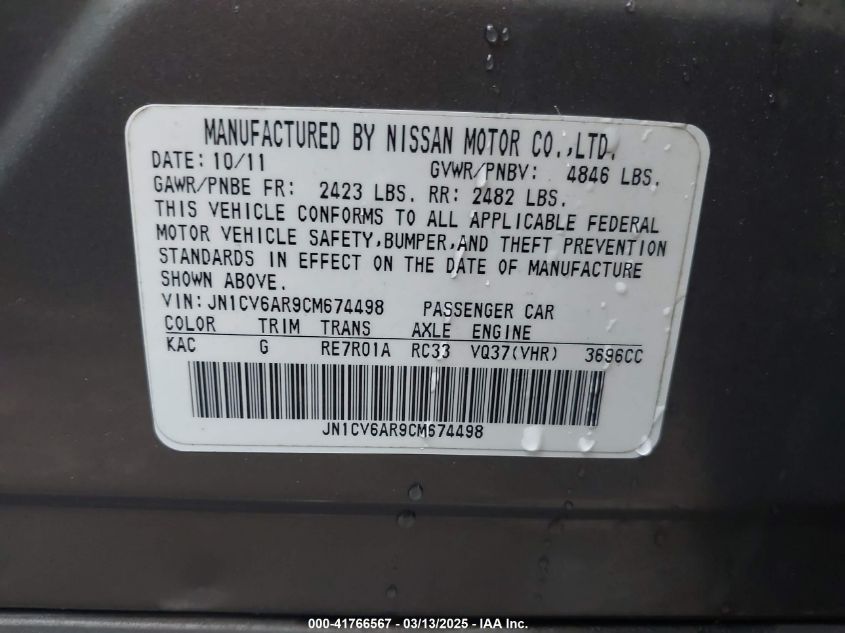 MANUFACTURED BY NISSAN MOTOR CO.,LTD.
DATE: 10/11 GVWR/PNBV: 4846 LBS.
GAWR/PNBE FR: 2423 LBS. RR: 2482 LBS.
THIS VEHICLE CONFORMS TO ALL APPLICABLE FEDERAL
MOTOR VEHICLE SAFETY,BUMPER,AND THEFT PREVENTION
STANDARDS IN EFFECT ON THE DATE OF MANUFACTURE
SHOWN ABOVE.
VIN: JN1CV6AR9CM674498 PASSENGER CAR
COLOR TRIM TRANS AXLE ENGINE
KAC G RE7R01A RC33 VQ37(VHR) 3696CC
JN1CV6AR9CM674498
000-41766567 — 03/13/2025 — IAA Inc.